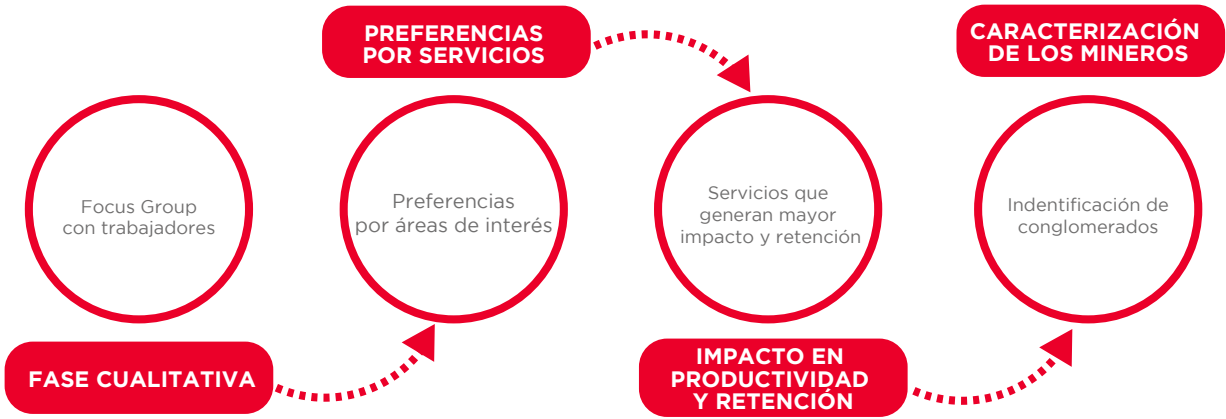 PREFERENCIAS
POR SERVICIOS
CARACTERIZACIÓN
DE LOS MINEROS
Focus Group
con trabajadores
Preferencias
por áreas de interés
Servicios que
generan mayor
impacto y retención
Indentificación de
conglomerados
FASE CUALITATIVA
IMPACTO EN
PRODUCTIVIDAD
Y RETENCIÓN